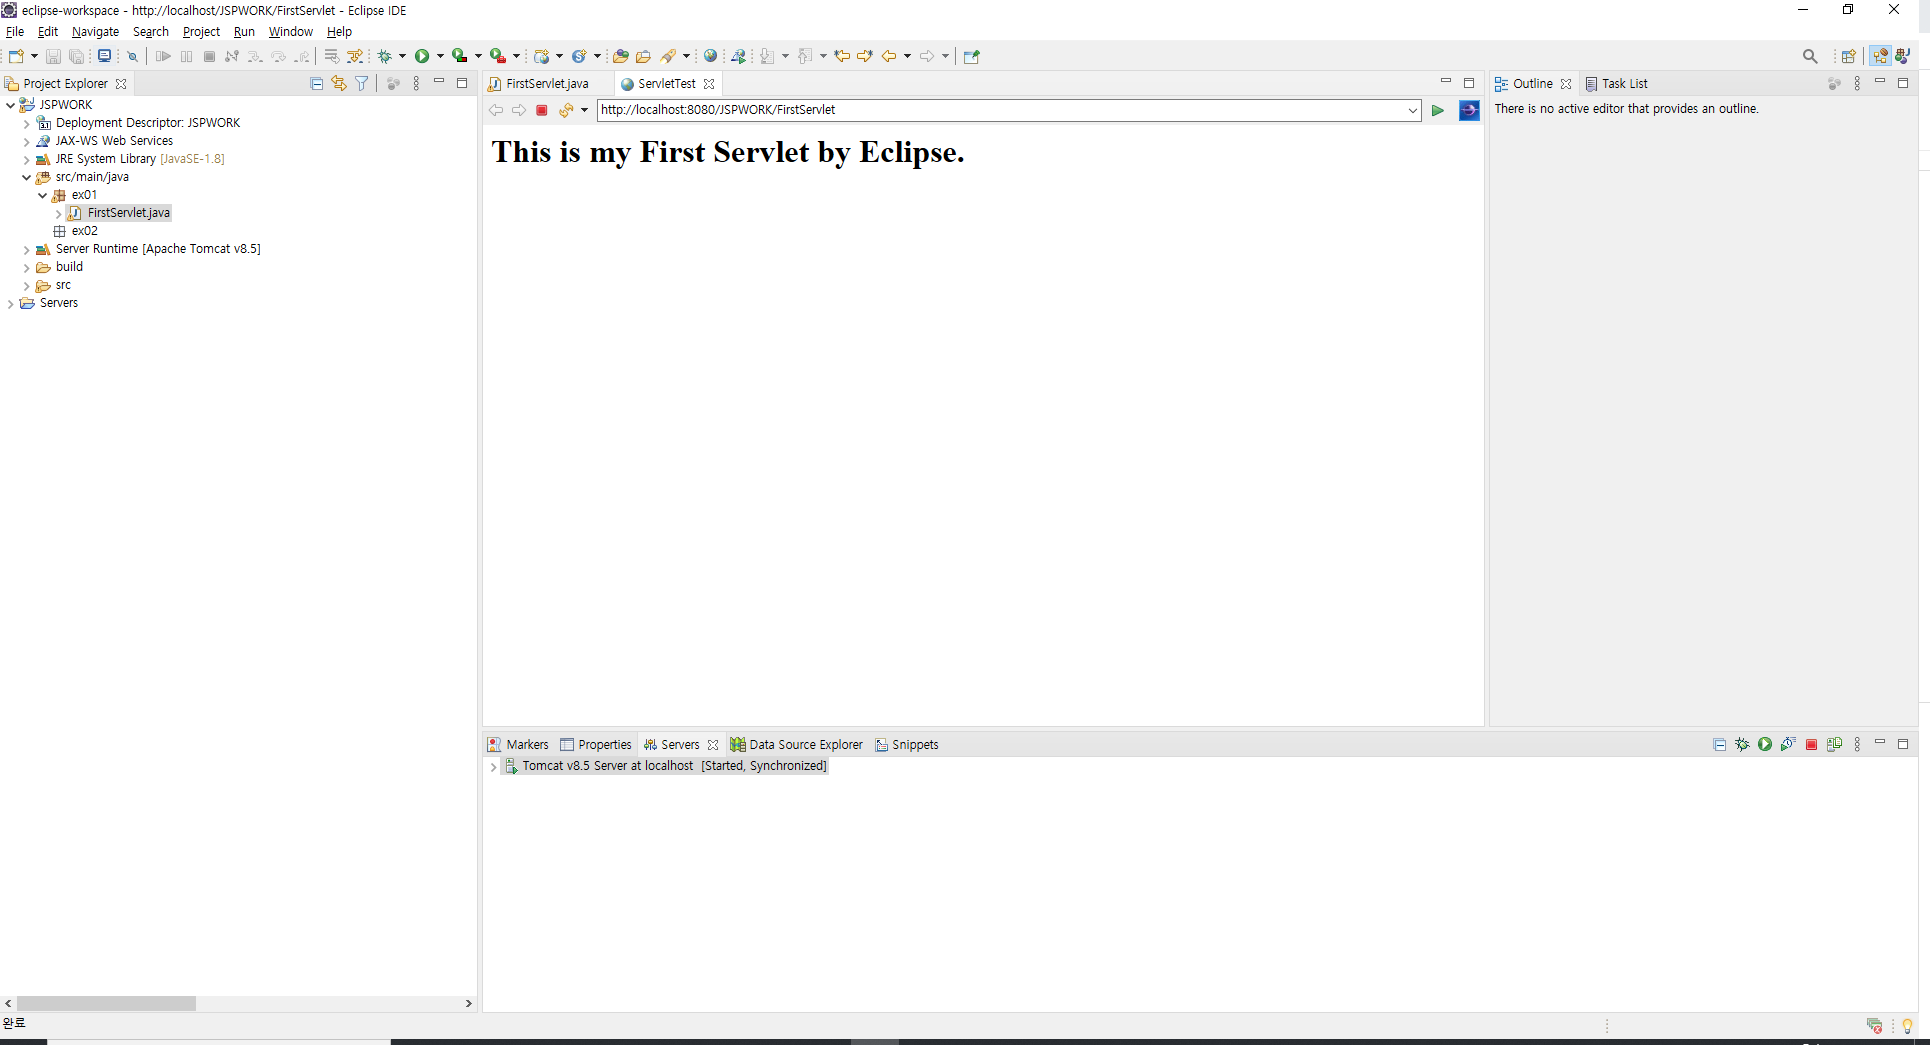 eclipse-workspace - http://localhost/JSPWORK/FirstServlet - Eclipse IDE
File Edit Navigate Search Project Run Window Help
Project Explorer
JSPWORK
Deployment Descriptor: JSPWORK
JAX-WS Web Services
JRE System Library [JavaSE-1.8]
src/main/java
ex01
FirstServlet.java
ex02
Server Runtime [Apache Tomcat v8.5]
build
src
Servers
FirstServlet.java ServletTest
http://localhost:8080/JSPWORK/FirstServlet
This is my First Servlet by Eclipse.
Outline Task List
There is no active editor that provides an outline.
Markers Properties Servers Data Source Explorer Snippets
Tomcat v8.5 Server at localhost [Started, Synchronized]
완료